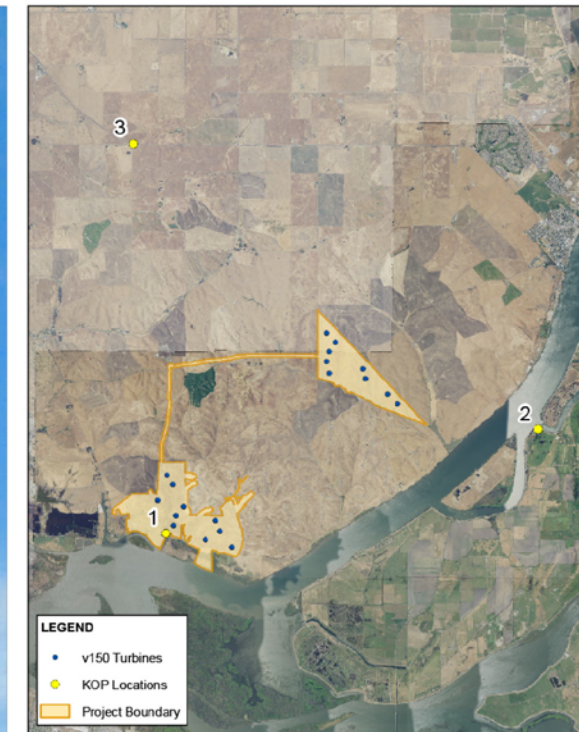 3
2
1
LEGEND
v150 Turbines
KOP Locations
Project Boundary